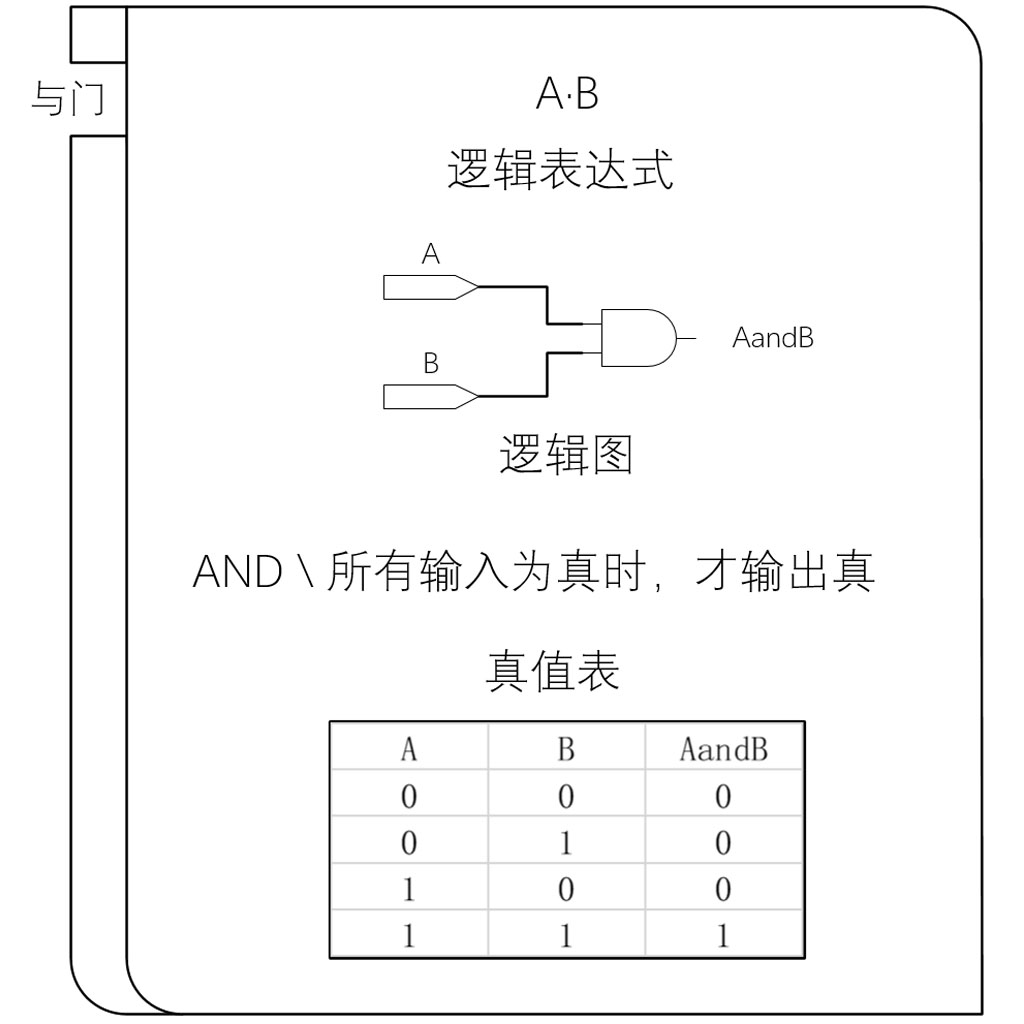 与门
A·B
逻辑表达式
A
B
AandB
逻辑图
AND \ 所有输入为真时，才输出真
真值表
A B AandB
0 0 0
0 1 0
1 0 0
1 1 1